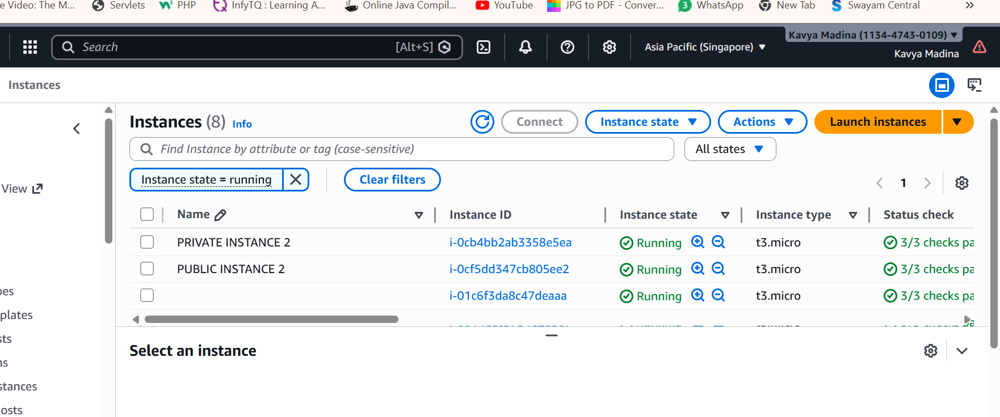 e Video: The M... Servlets PHP InfyTQ : Learning A... Online Java Compil... YouTube JPG to PDF - Conver... 3 WhatsApp New Tab Swayam Central »
Search [Alt+S] Asia Pacific (Singapore) Kavya Madina (1134-4743-0109)
Kavya Madina
Instances
Instances (8) Info Connect Instance state Actions Launch instances
Find Instance by attribute or tag (case-sensitive) All states
Instance state = running Clear filters
1
View
Name Instance ID Instance state Instance type Status check
PRIVATE INSTANCE 2 i-0cb4bb2ab3358e5ea Running t3.micro 3/3 checks pa
PUBLIC INSTANCE 2 i-0cf5dd347cb805ee2 Running t3.micro 3/3 checks pa
i-01c6f3da8c47deaaa Running t3.micro 3/3 checks pa
Select an instance
pes
plates
sts
ns
stances
osts